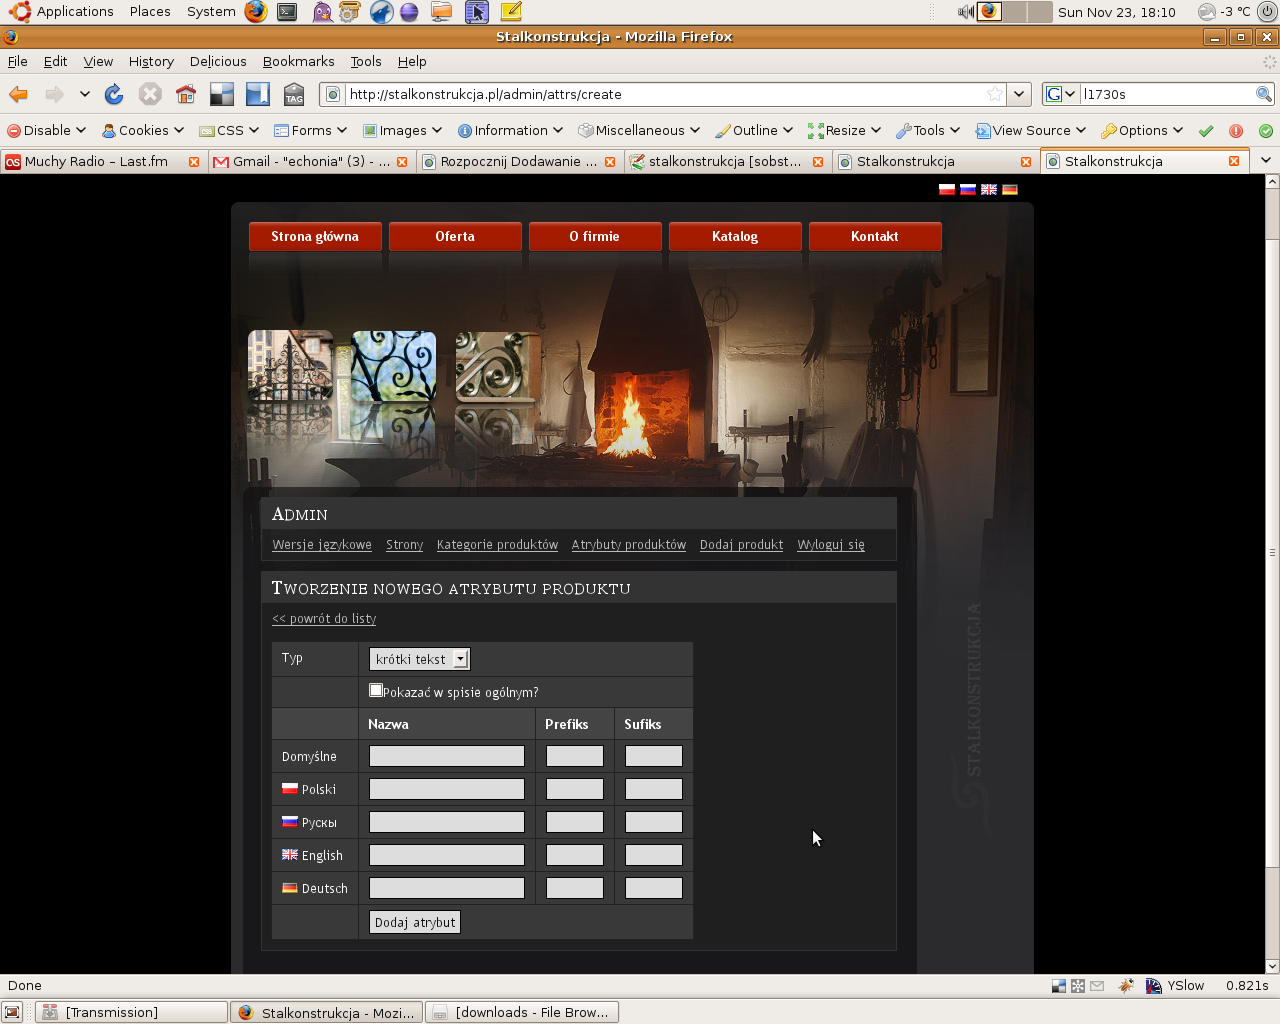 Applications Places System Sun Nov 23, 18:10 -3 °C
Stalkonstrukcja - Mozilla Firefox
File Edit View History Delicious Bookmarks Tools Help
TAG http://stalkonstrukcja.pl/admin/attrs/create G l1730s
Disable Cookies CSS Forms Images Information Miscellaneous Outline Resize Tools View Source Options
Muchy Radio – Last.fm Gmail - "echonia" (3) - ... Rozpocznij Dodawanie ... stalkonstrukcja [sobst... Stalkonstrukcja Stalkonstrukcja
Strona główna Oferta O firmie Katalog Kontakt
Admin
Wersje językowe Strony Kategorie produktów Atrybuty produktów Dodaj produkt Wyloguj się
Tworzenie nowego atrybutu produktu
<< powrót do listy
Typ krótki tekst
Pokazać w spisie ogólnym?
Nazwa Prefiks Sufiks
Domyślne
Polski
Рускы
English
Deutsch
Dodaj atrybut
STALKONSTRUKCJA
Done YSlow 0.821s
[Transmission] Stalkonstrukcja - Mozi... [downloads - File Brow...